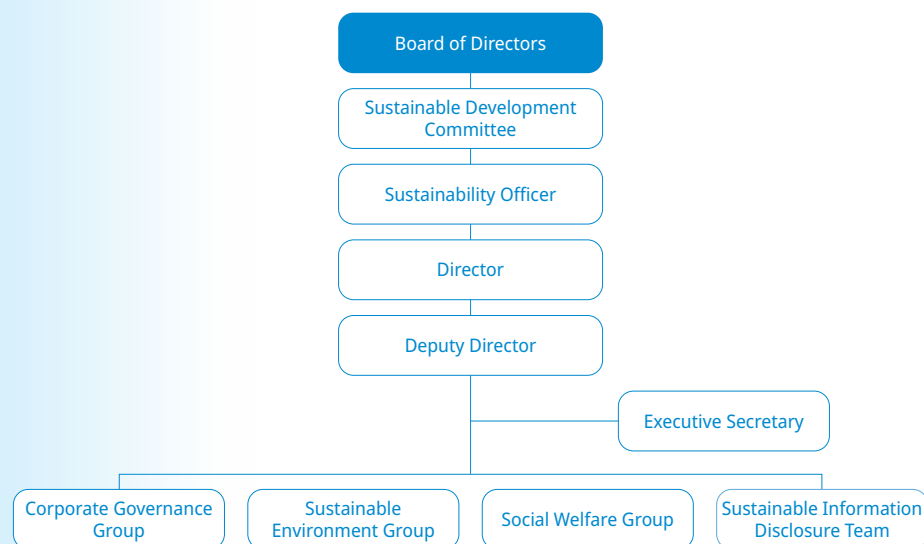 Board of Directors
Sustainable Development
Committee
Sustainability Officer
Director
Deputy Director
Executive Secretary
Corporate Governance
Group
Sustainable
Environment Group
Social Welfare Group
Sustainable Information
Disclosure Team